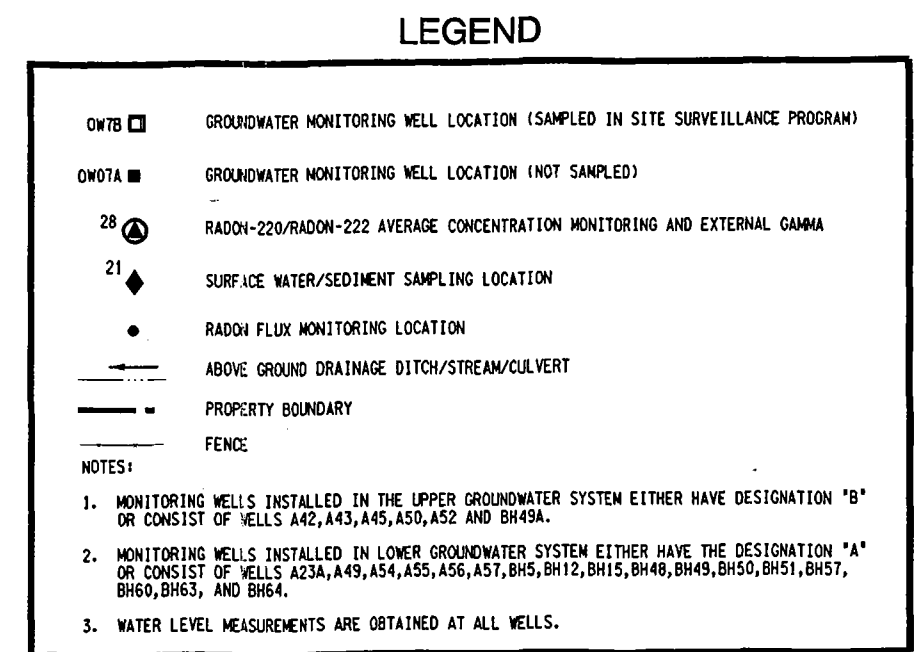 LEGEND
OW7B GROUNDWATER MONITORING WELL LOCATION (SAMPLED IN SITE SURVEILLANCE PROGRAM)
OW07A GROUNDWATER MONITORING WELL LOCATION (NOT SAMPLED)
28 RADON-220/RADON-222 AVERAGE CONCENTRATION MONITORING AND EXTERNAL GAMMA
21 SURFACE WATER/SEDIMENT SAMPLING LOCATION
RADON FLUX MONITORING LOCATION
ABOVE GROUND DRAINAGE DITCH/STREAM/CULVERT
PROPERTY BOUNDARY
FENCE
NOTES:
1. MONITORING WELLS INSTALLED IN THE UPPER GROUNDWATER SYSTEM EITHER HAVE DESIGNATION "B"
OR CONSIST OF WELLS A42,A43,A45,A50,A52 AND BH49A.
2. MONITORING WELLS INSTALLED IN LOWER GROUNDWATER SYSTEM EITHER HAVE THE DESIGNATION "A"
OR CONSIST OF WELLS A23A,A49,A54,A55,A56,A57,BH5,BH12,BH15,BH48,BH49,BH50,BH51,BH57,
BH60,BH63, AND BH64.
3. WATER LEVEL MEASUREMENTS ARE OBTAINED AT ALL WELLS.